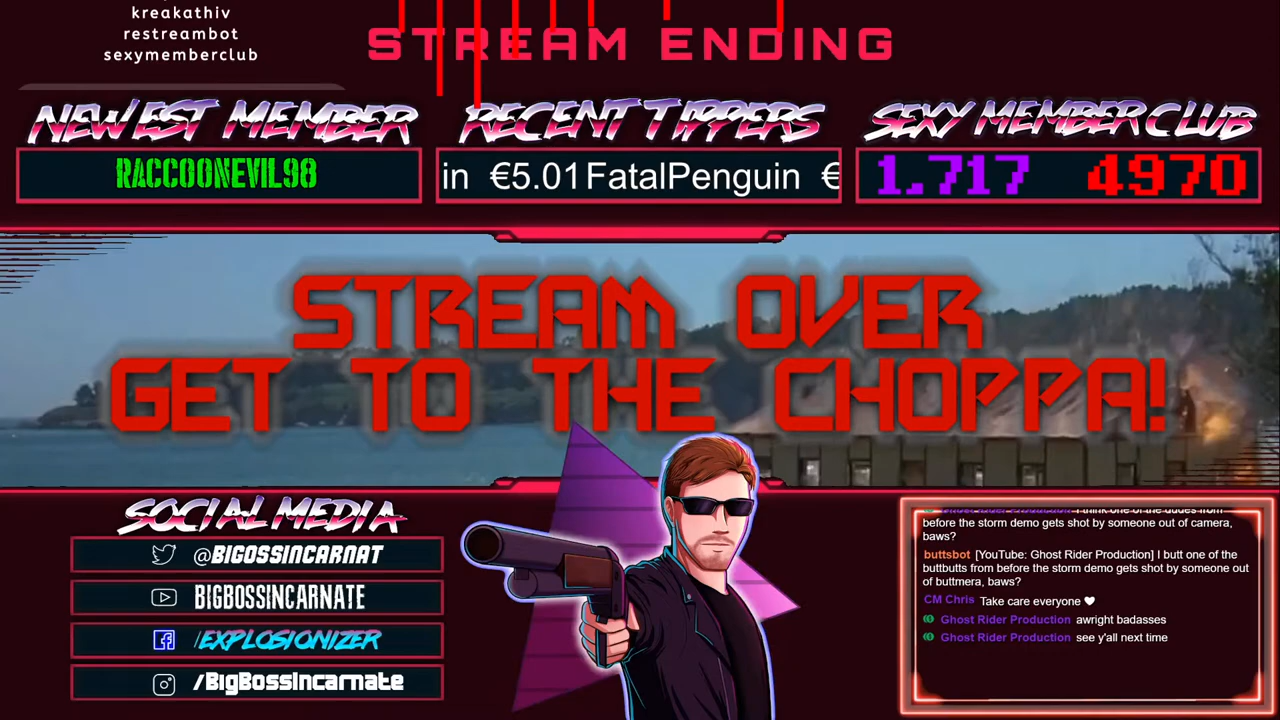 kreakathiv
restreambot
sexymemberclub
STREAM ENDING
NEWEST MEMBER
RECENT TIPPERS
SEXY MEMBER CLUB
RACCOONEVIL98
in €5.01FatalPenguin €
1,717 4970
STREAM OVER
GET TO THE CHOPPA!
SOCIAL MEDIA
@BIGOSSINCARNAT
BIGBOSSINCARNATE
/EXPLOSIONIZER
/BigBossIncarnate
Ghost Rider Production I think one of the dudes from
before the storm demo gets shot by someone out of camera,
baws?
buttsbot [YouTube: Ghost Rider Production] I butt one of the
buttbutts from before the storm demo gets shot by someone out
of buttmera, baws?
CM Chris Take care everyone
Ghost Rider Production awright badasses
Ghost Rider Production see y'all next time